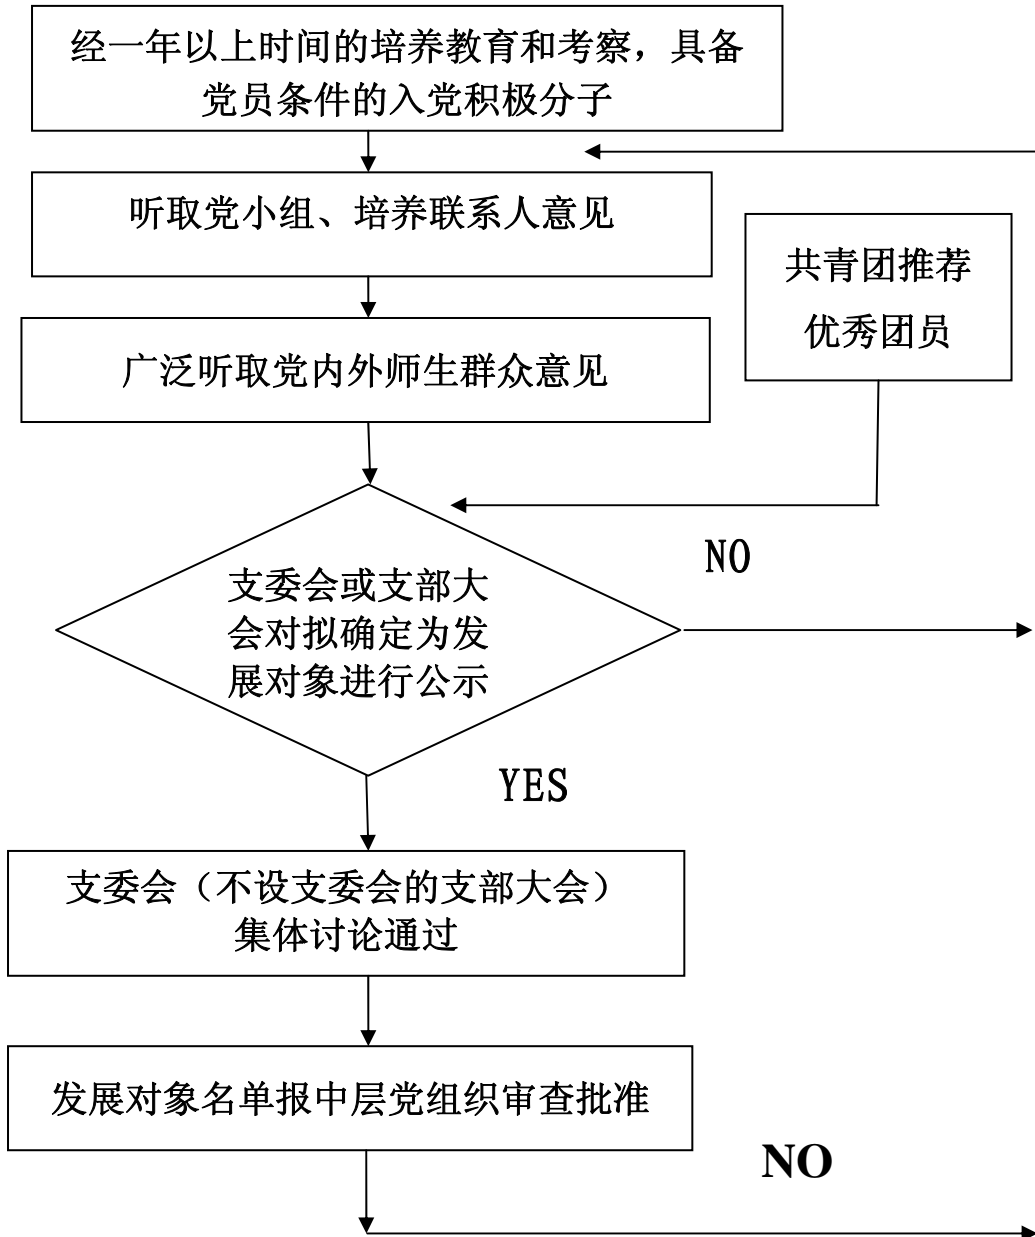 经一年以上时间的培养教育和考察，具备
党员条件的入党积极分子
听取党小组、培养联系人意见
共青团推荐
优秀团员
广泛听取党内外师生群众意见
NO
支委会或支部大
会对拟确定为发
展对象进行公示
YES
支委会（不设支委会的支部大会）
集体讨论通过
发展对象名单报中层党组织审查批准
NO